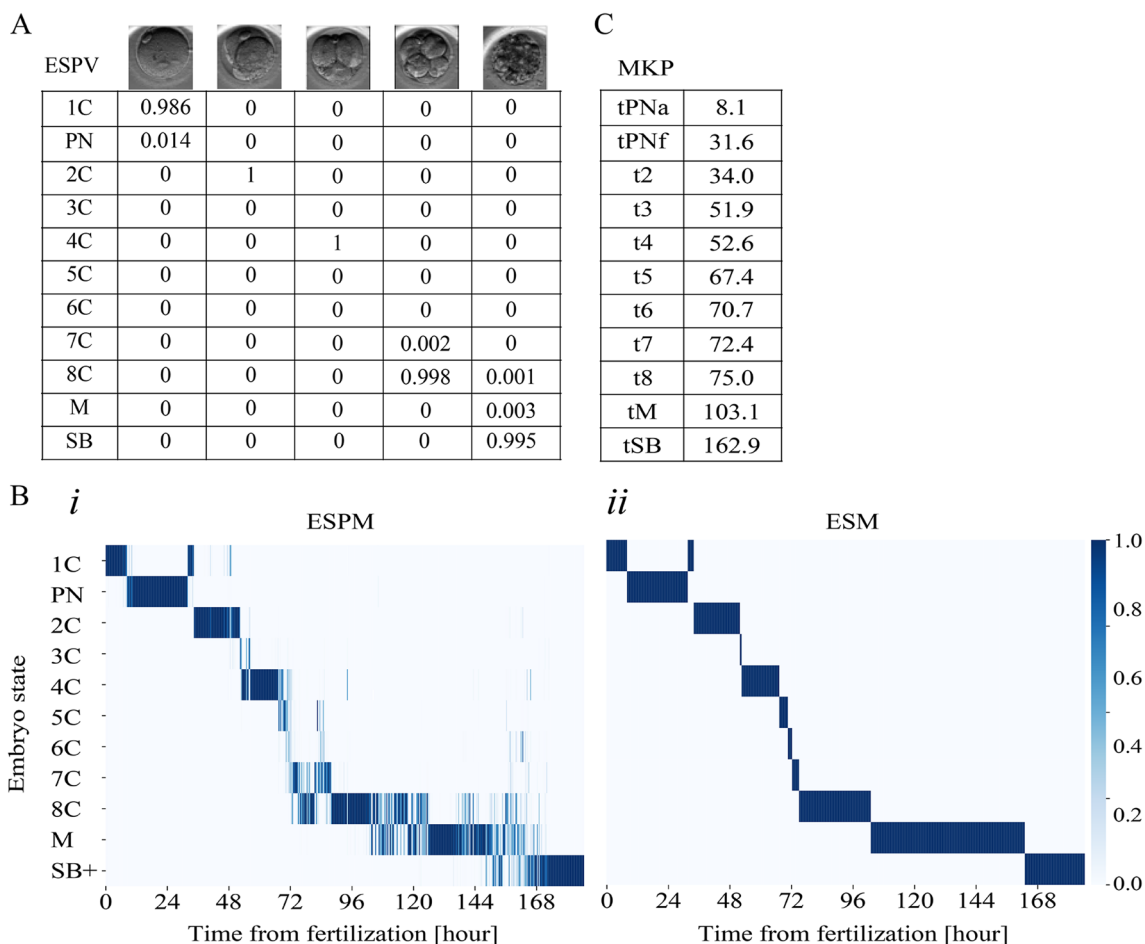 A
ESPV
1C 0.986 0 0 0 0
PN 0.014 0 0 0 0
2C 0 1 0 0 0
3C 0 0 0 0 0
4C 0 0 1 0 0
5C 0 0 0 0 0
6C 0 0 0 0 0
7C 0 0 0 0.002 0
8C 0 0 0 0.998 0.001
M 0 0 0 0 0.003
SB 0 0 0 0 0.995
C
MKP
tPNa 8.1
tPNf 31.6
t2 34.0
t3 51.9
t4 52.6
t5 67.4
t6 70.7
t7 72.4
t8 75.0
tM 103.1
tSB 162.9
B
i
ESPM
Embryo state
1C
PN
2C
3C
4C
5C
6C
7C
8C
M
SB+
0 24 48 72 96 120 144 168
Time from fertilization [hour]
ii
ESM
0 24 48 72 96 120 144 168
Time from fertilization [hour]
1.0
0.8
0.6
0.4
0.2
0.0